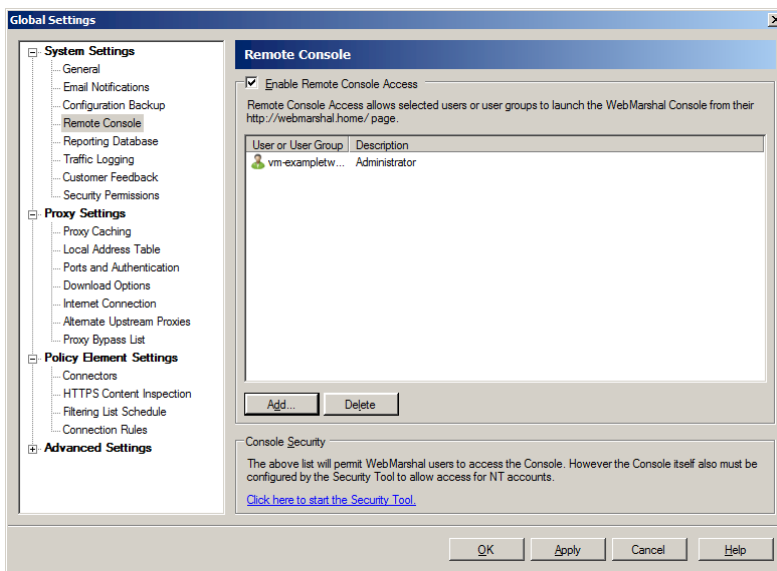 Global Settings
System Settings
General
Email Notifications
Configuration Backup
Remote Console
Reporting Database
Traffic Logging
Customer Feedback
Security Permissions
Proxy Settings
Proxy Caching
Local Address Table
Ports and Authentication
Download Options
Internet Connection
Alternate Upstream Proxies
Proxy Bypass List
Policy Element Settings
Connectors
HTTPS Content Inspection
Filtering List Schedule
Connection Rules
Advanced Settings
Remote Console
Enable Remote Console Access
Remote Console Access allows selected users or user groups to launch the WebMarshal Console from their
http://webmarshal.home/ page.
User or User Group Description
vm-exampletw... Administrator
Add... Delete
Console Security
The above list will permit WebMarshal users to access the Console. However the Console itself also must be
configured by the Security Tool to allow access for NT accounts.
Click here to start the Security Tool.
OK Apply Cancel Help